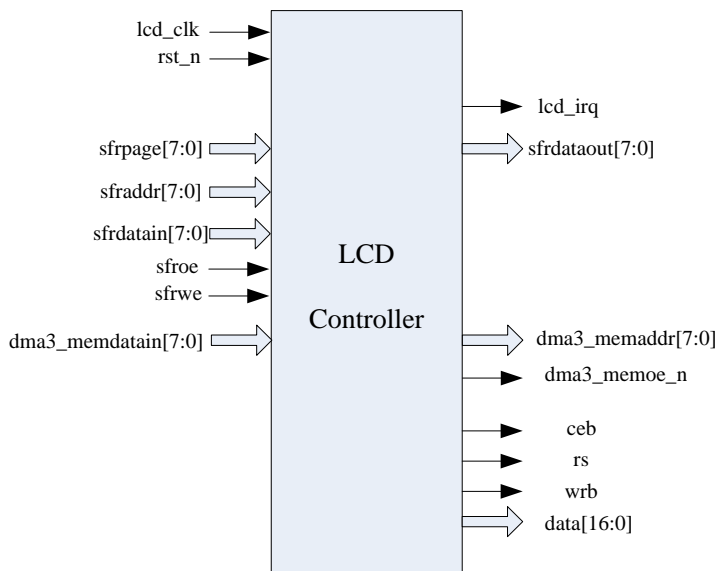 lcd_clk
rst_n
lcd_irq
sfrpage[7:0]
sfrdataout[7:0]
sfraddr[7:0]
sfrdatain[7:0]
LCD
sfroe
sfrwe
Controller
dma3_memdatain[7:0]
dma3_memaddr[7:0]
dma3_memoe_n
ceb
rs
wrb
data[16:0]